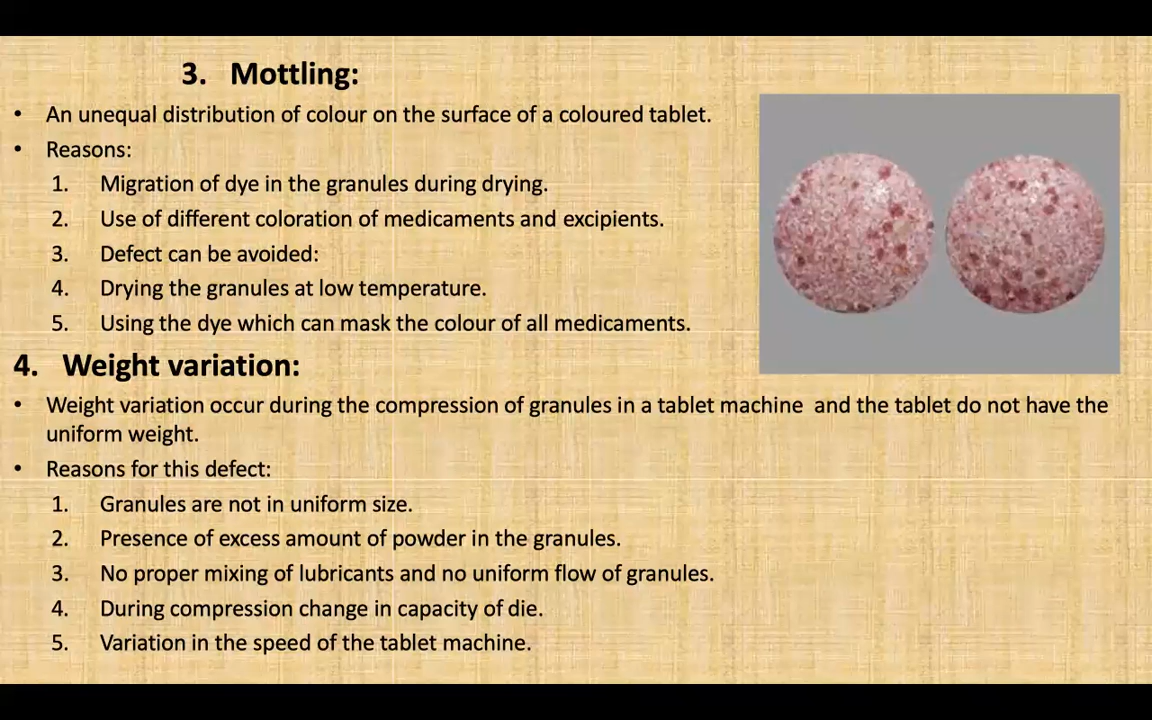 3. Mottling:
• An unequal distribution of colour on the surface of a coloured tablet.
• Reasons:
1. Migration of dye in the granules during drying.
2. Use of different coloration of medicaments and excipients.
3. Defect can be avoided:
4. Drying the granules at low temperature.
5. Using the dye which can mask the colour of all medicaments.
4. Weight variation:
• Weight variation occur during the compression of granules in a tablet machine and the tablet do not have the
uniform weight.
• Reasons for this defect:
1. Granules are not in uniform size.
2. Presence of excess amount of powder in the granules.
3. No proper mixing of lubricants and no uniform flow of granules.
4. During compression change in capacity of die.
5. Variation in the speed of the tablet machine.